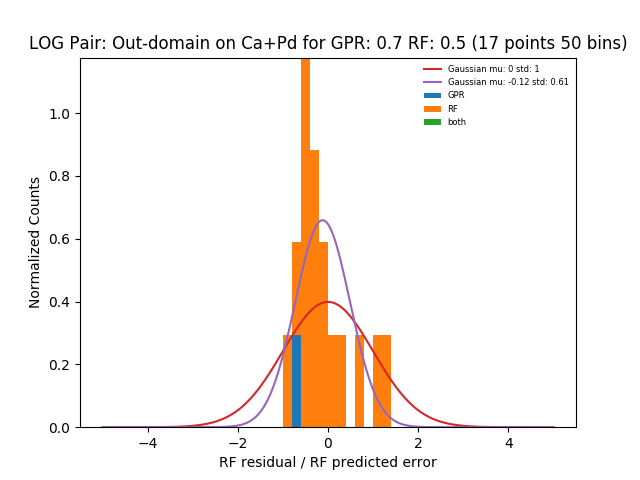 LOG Pair: Out-domain on Ca+Pd for GPR: 0.7 RF: 0.5 (17 points 50 bins)
Gaussian mu: 0 std: 1
Gaussian mu: -0.12 std: 0.61
GPR
RF
both
Normalized Counts
1.0
0.8
0.6
0.4
0.2
0.0
−4 −2 0 2 4
RF residual / RF predicted error